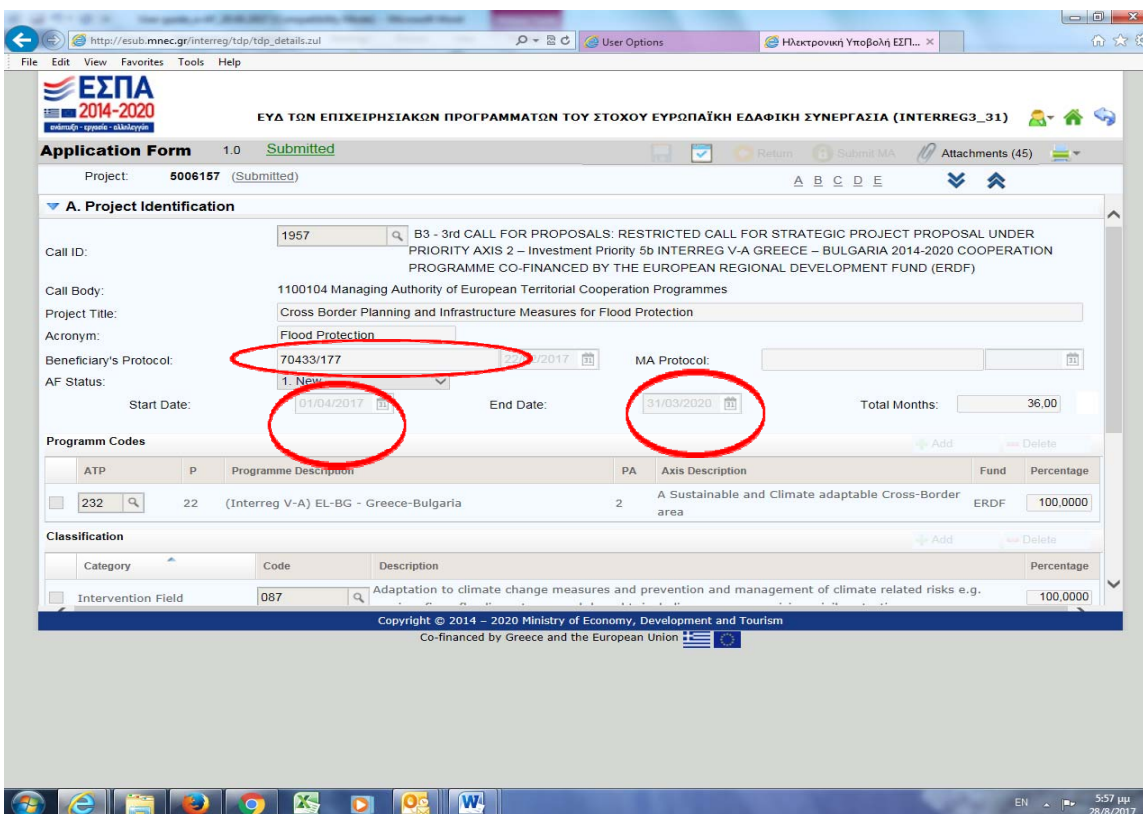 http://esub.mnec.gr/interreg/tdp/tdp_details.zul User Options Ηλεκτρονική Υποβολή ΕΣΠ...
File Edit View Favorites Tools Help
ΕΣΠΑ
2014-2020
ανάπτυξη - εργασία - αλληλεγγύη
ΕΥΔ ΤΩΝ ΕΠΙΧΕΙΡΗΣΙΑΚΩΝ ΠΡΟΓΡΑΜΜΑΤΩΝ ΤΟΥ ΣΤΟΧΟΥ ΕΥΡΩΠΑΪΚΗ ΕΔΑΦΙΚΗ ΣΥΝΕΡΓΑΣΙΑ (INTERREG3_31)
Application Form 1.0 Submitted Return Submit MA Attachments (45)
Project: 5006157 (Submitted) A B C D E
A. Project Identification
Call ID: 1957 B3 - 3rd CALL FOR PROPOSALS: RESTRICTED CALL FOR STRATEGIC PROJECT PROPOSAL UNDER
PRIORITY AXIS 2 – Investment Priority 5b INTERREG V-A GREECE – BULGARIA 2014-2020 COOPERATION
PROGRAMME CO-FINANCED BY THE EUROPEAN REGIONAL DEVELOPMENT FUND (ERDF)
Call Body: 1100104 Managing Authority of European Territorial Cooperation Programmes
Project Title: Cross Border Planning and Infrastructure Measures for Flood Protection
Acronym: Flood Protection
Beneficiary's Protocol: 70433/177 22/02/2017 MA Protocol:
AF Status: 1. New
Start Date: 01/04/2017 End Date: 31/03/2020 Total Months: 36,00
Programm Codes Add Delete
ATP P Programme Description PA Axis Description Fund Percentage
232 22 (Interreg V-A) EL-BG - Greece-Bulgaria 2 A Sustainable and Climate adaptable Cross-Border area ERDF 100,0000
Classification Add Delete
Category Code Description Percentage
Intervention Field 087 Adaptation to climate change measures and prevention and management of climate related risks e.g. 100,0000
Copyright © 2014 – 2020 Ministry of Economy, Development and Tourism
Co-financed by Greece and the European Union
EN 5:57 μμ
28/8/2017